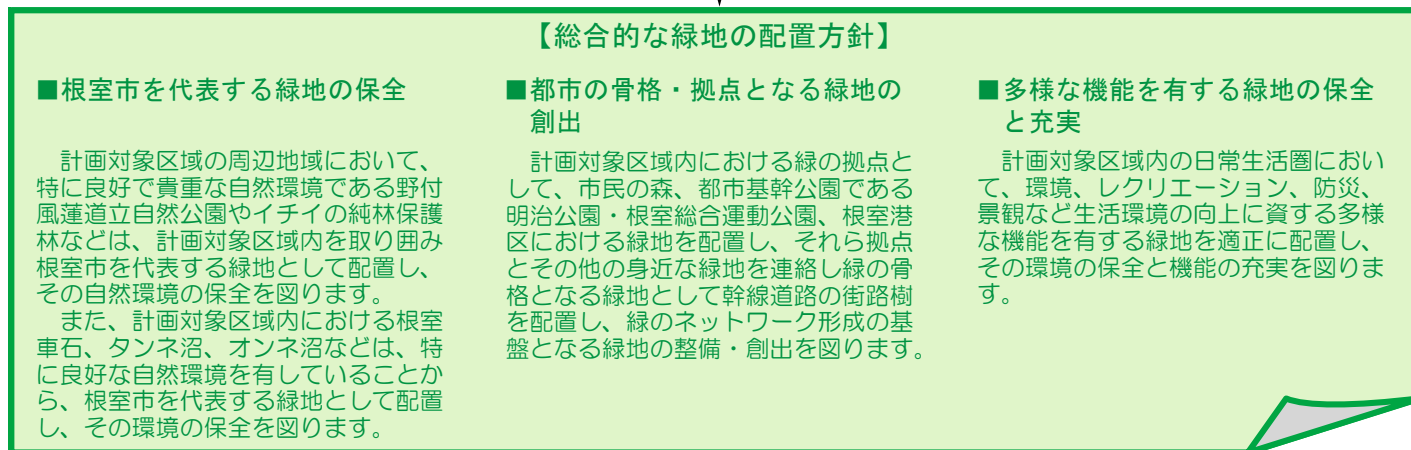 【総合的な緑地の配置方針】
■根室市を代表する緑地の保全
計画対象区域の周辺地域において、
特に良好で貴重な自然環境である野付
風蓮道立自然公園やイチイの純林保護
林などは、計画対象区域内を取り囲み
根室市を代表する緑地として配置し、
その自然環境の保全を図ります。
また、計画対象区域内における根室
車石、タンネ沼、オンネ沼などは、特
に良好な自然環境を有していることか
ら、根室市を代表する緑地として配置
し、その環境の保全を図ります。
■都市の骨格・拠点となる緑地の
創出
計画対象区域内における緑の拠点と
して、市民の森、都市基幹公園である
明治公園・根室総合運動公園、根室港
区における緑地を配置し、それら拠点
とその他の身近な緑地を連絡し緑の骨
格となる緑地として幹線道路の街路樹
を配置し、緑のネットワーク形成の基
盤となる緑地の整備・創出を図ります。
■多様な機能を有する緑地の保全
と充実
計画対象区域内の日常生活圏におい
て、環境、レクリエーション、防災、
景観など生活環境の向上に資する多様
な機能を有する緑地を適正に配置し、
その環境の保全と機能の充実を図りま
す。